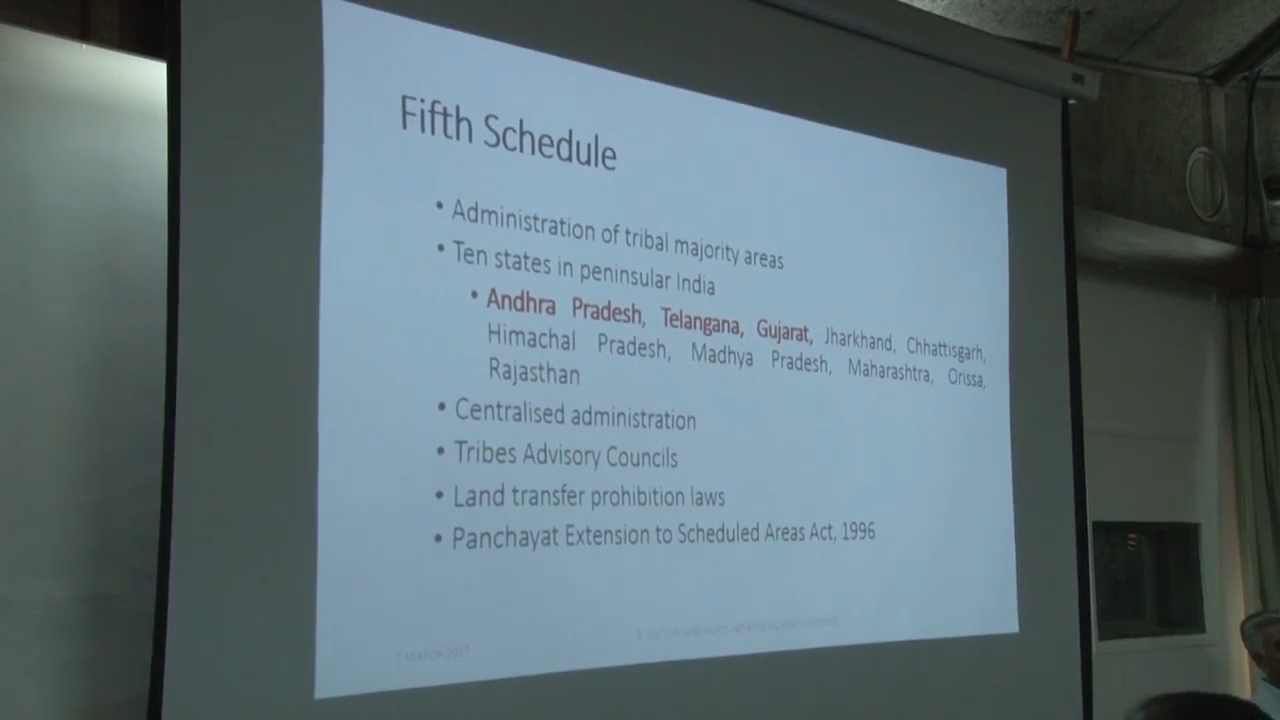 Fifth Schedule
• Administration of tribal majority areas
• Ten states in peninsular India
• Andhra Pradesh, Telangana, Gujarat, Jharkhand, Chhattisgarh,
Himachal Pradesh, Madhya Pradesh, Maharashtra, Orissa,
Rajasthan
• Centralised administration
• Tribes Advisory Councils
• Land transfer prohibition laws
• Panchayat Extension to Scheduled Areas Act, 1996
MARCH 2017